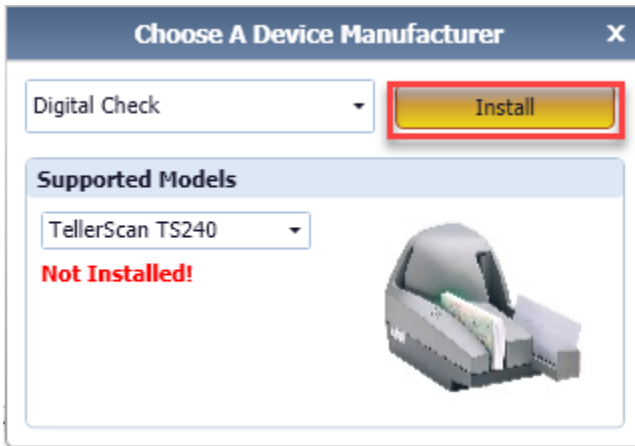 Choose A Device Manufacturer X
Digital Check
Install
Supported Models
TellerScan TS240
Not Installed!